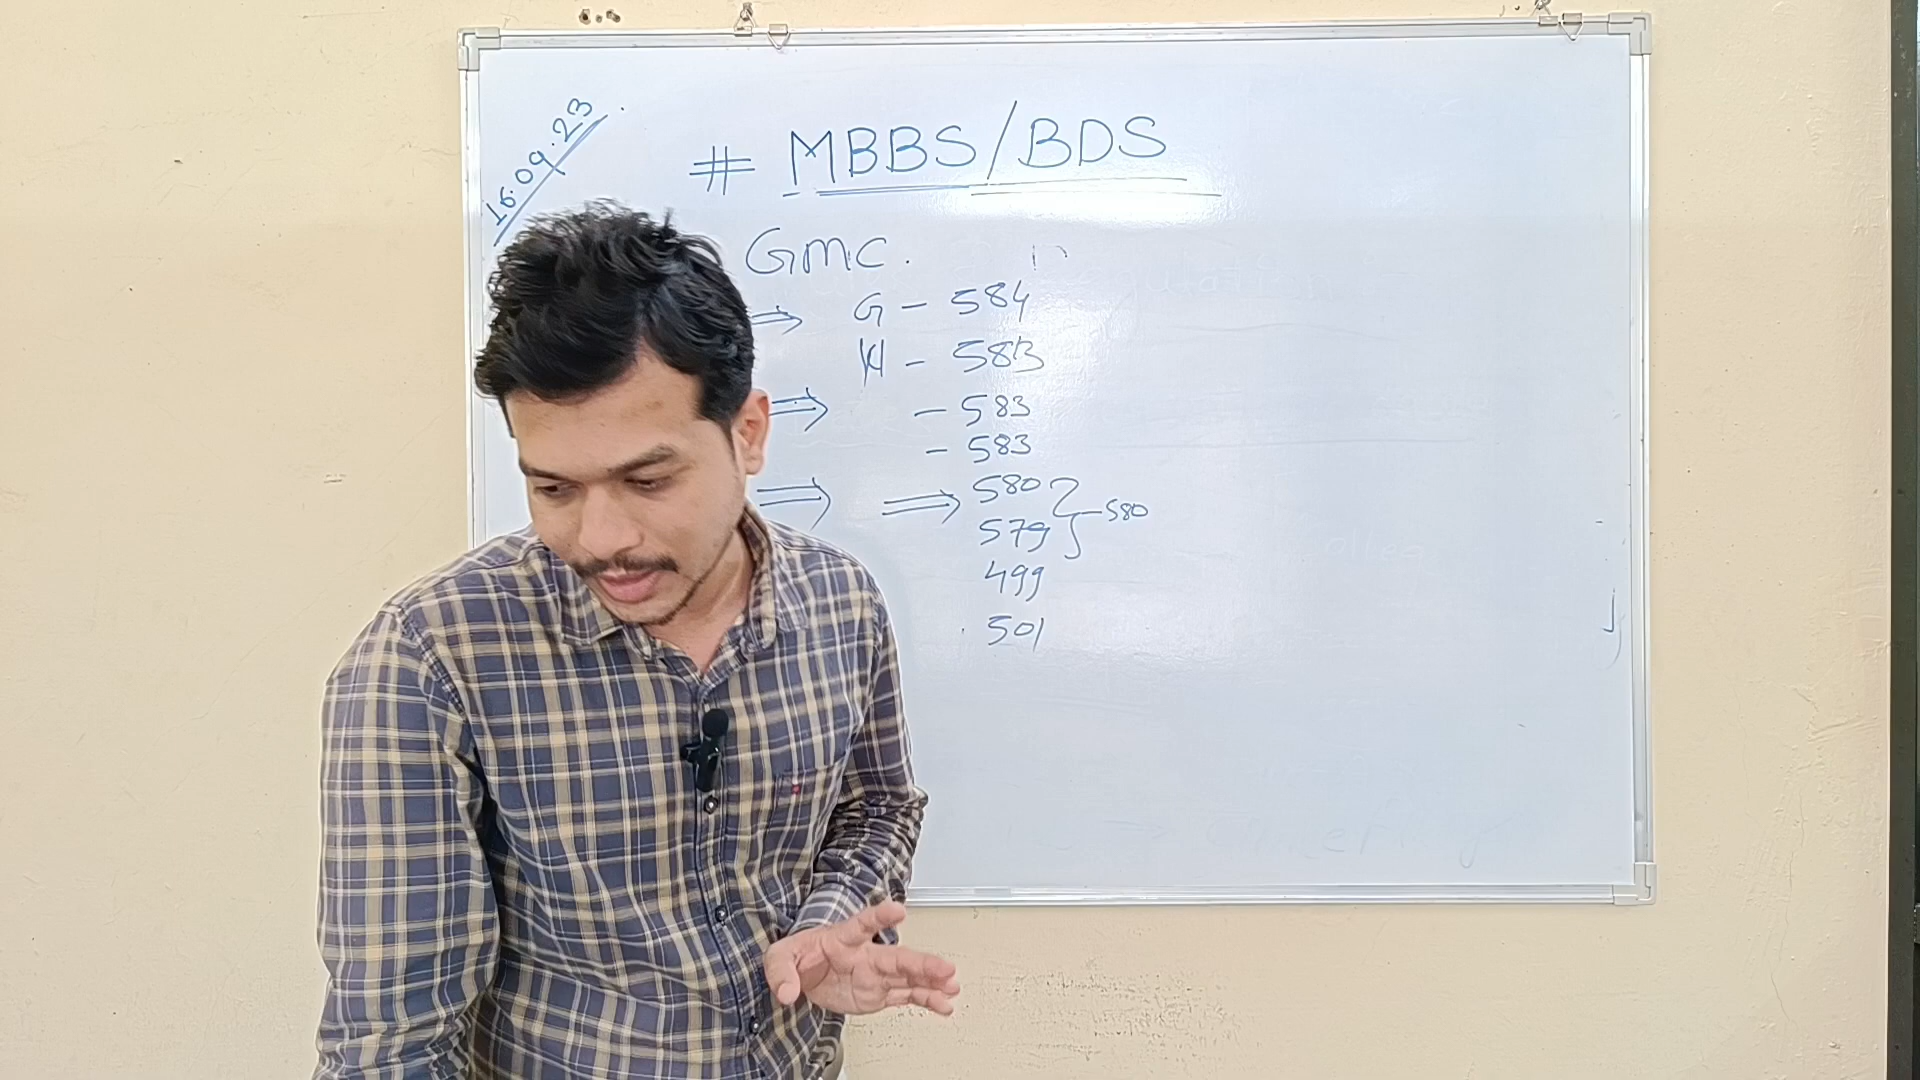 16.09.23
# MBBS/BDS
GMC.
⇒ G - 584
- 583
⇒ - 583
- 583
⇒ ⇒ 580
579 } - 580
499
501